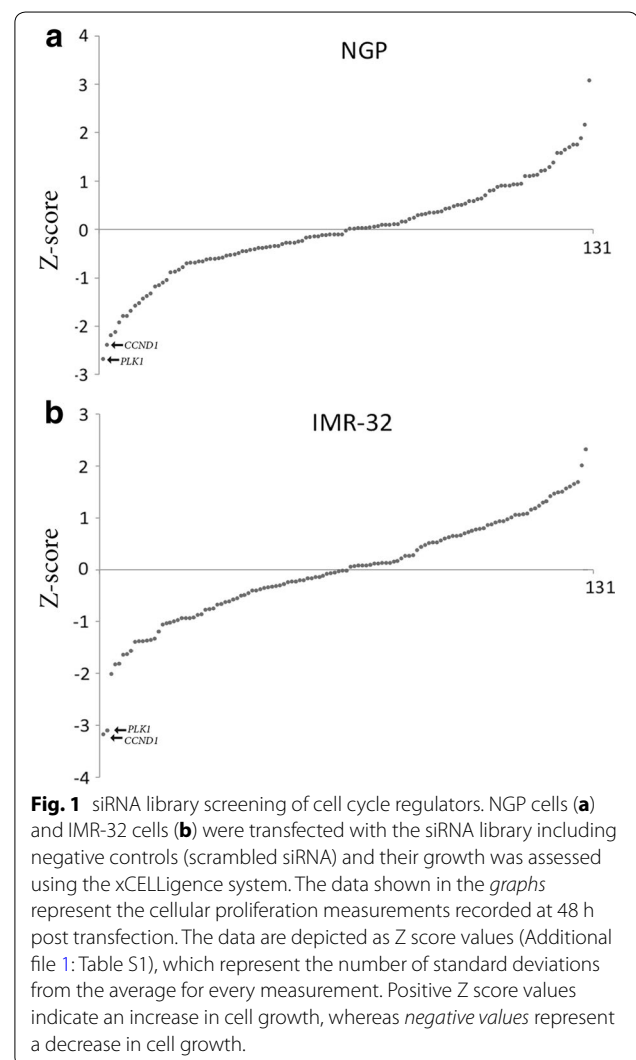 a
NGP
4
3
2
1
0
-1
-2
-3
Z-score
131
CCND1
PLK1
b
IMR-32
3
2
1
0
-1
-2
-3
-4
Z-score
131
PLK1
CCND1
Fig. 1 siRNA library screening of cell cycle regulators. NGP cells (a)
and IMR-32 cells (b) were transfected with the siRNA library including
negative controls (scrambled siRNA) and their growth was assessed
using the xCELLigence system. The data shown in the graphs
represent the cellular proliferation measurements recorded at 48 h
post transfection. The data are depicted as Z score values (Additional
file 1: Table S1), which represent the number of standard deviations
from the average for every measurement. Positive Z score values
indicate an increase in cell growth, whereas negative values represent
a decrease in cell growth.